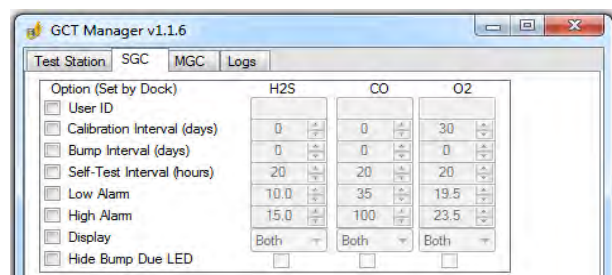 GCT Manager v1.1.6
Test Station SGC MGC Logs
Option (Set by Dock) H2S CO O2
User ID
Calibration Interval (days) 0 0 30
Bump Interval (days) 0 0 0
Self-Test Interval (hours) 20 20 20
Low Alarm 10.0 35 19.5
High Alarm 15.0 100 23.5
Display Both Both Both
Hide Bump Due LED